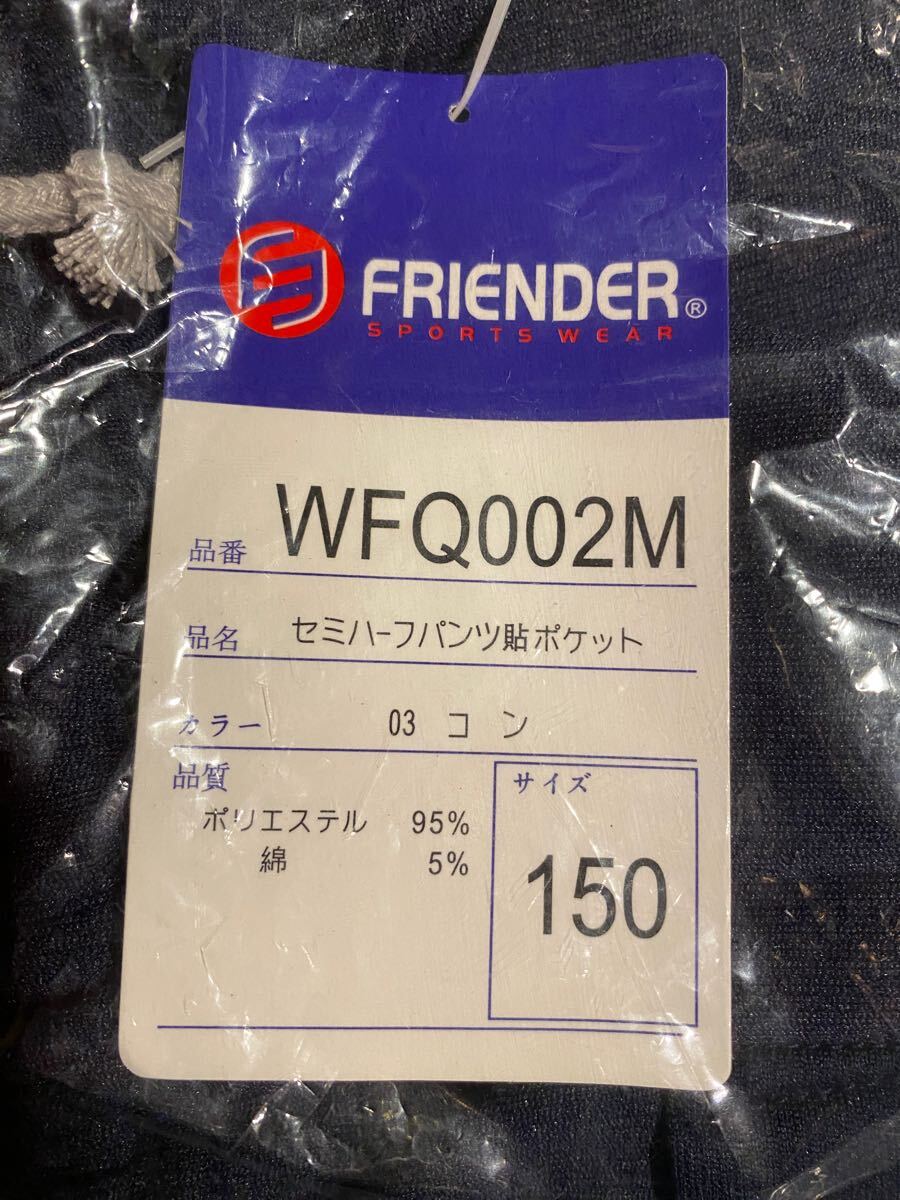 FRIENDER®
SPORTS WEAR
品番 WFQ002M
品名 セミハーフパンツ貼ポケット
カラー 03 コン
品質
ポリエステル 95%
綿 5%
サイズ
150